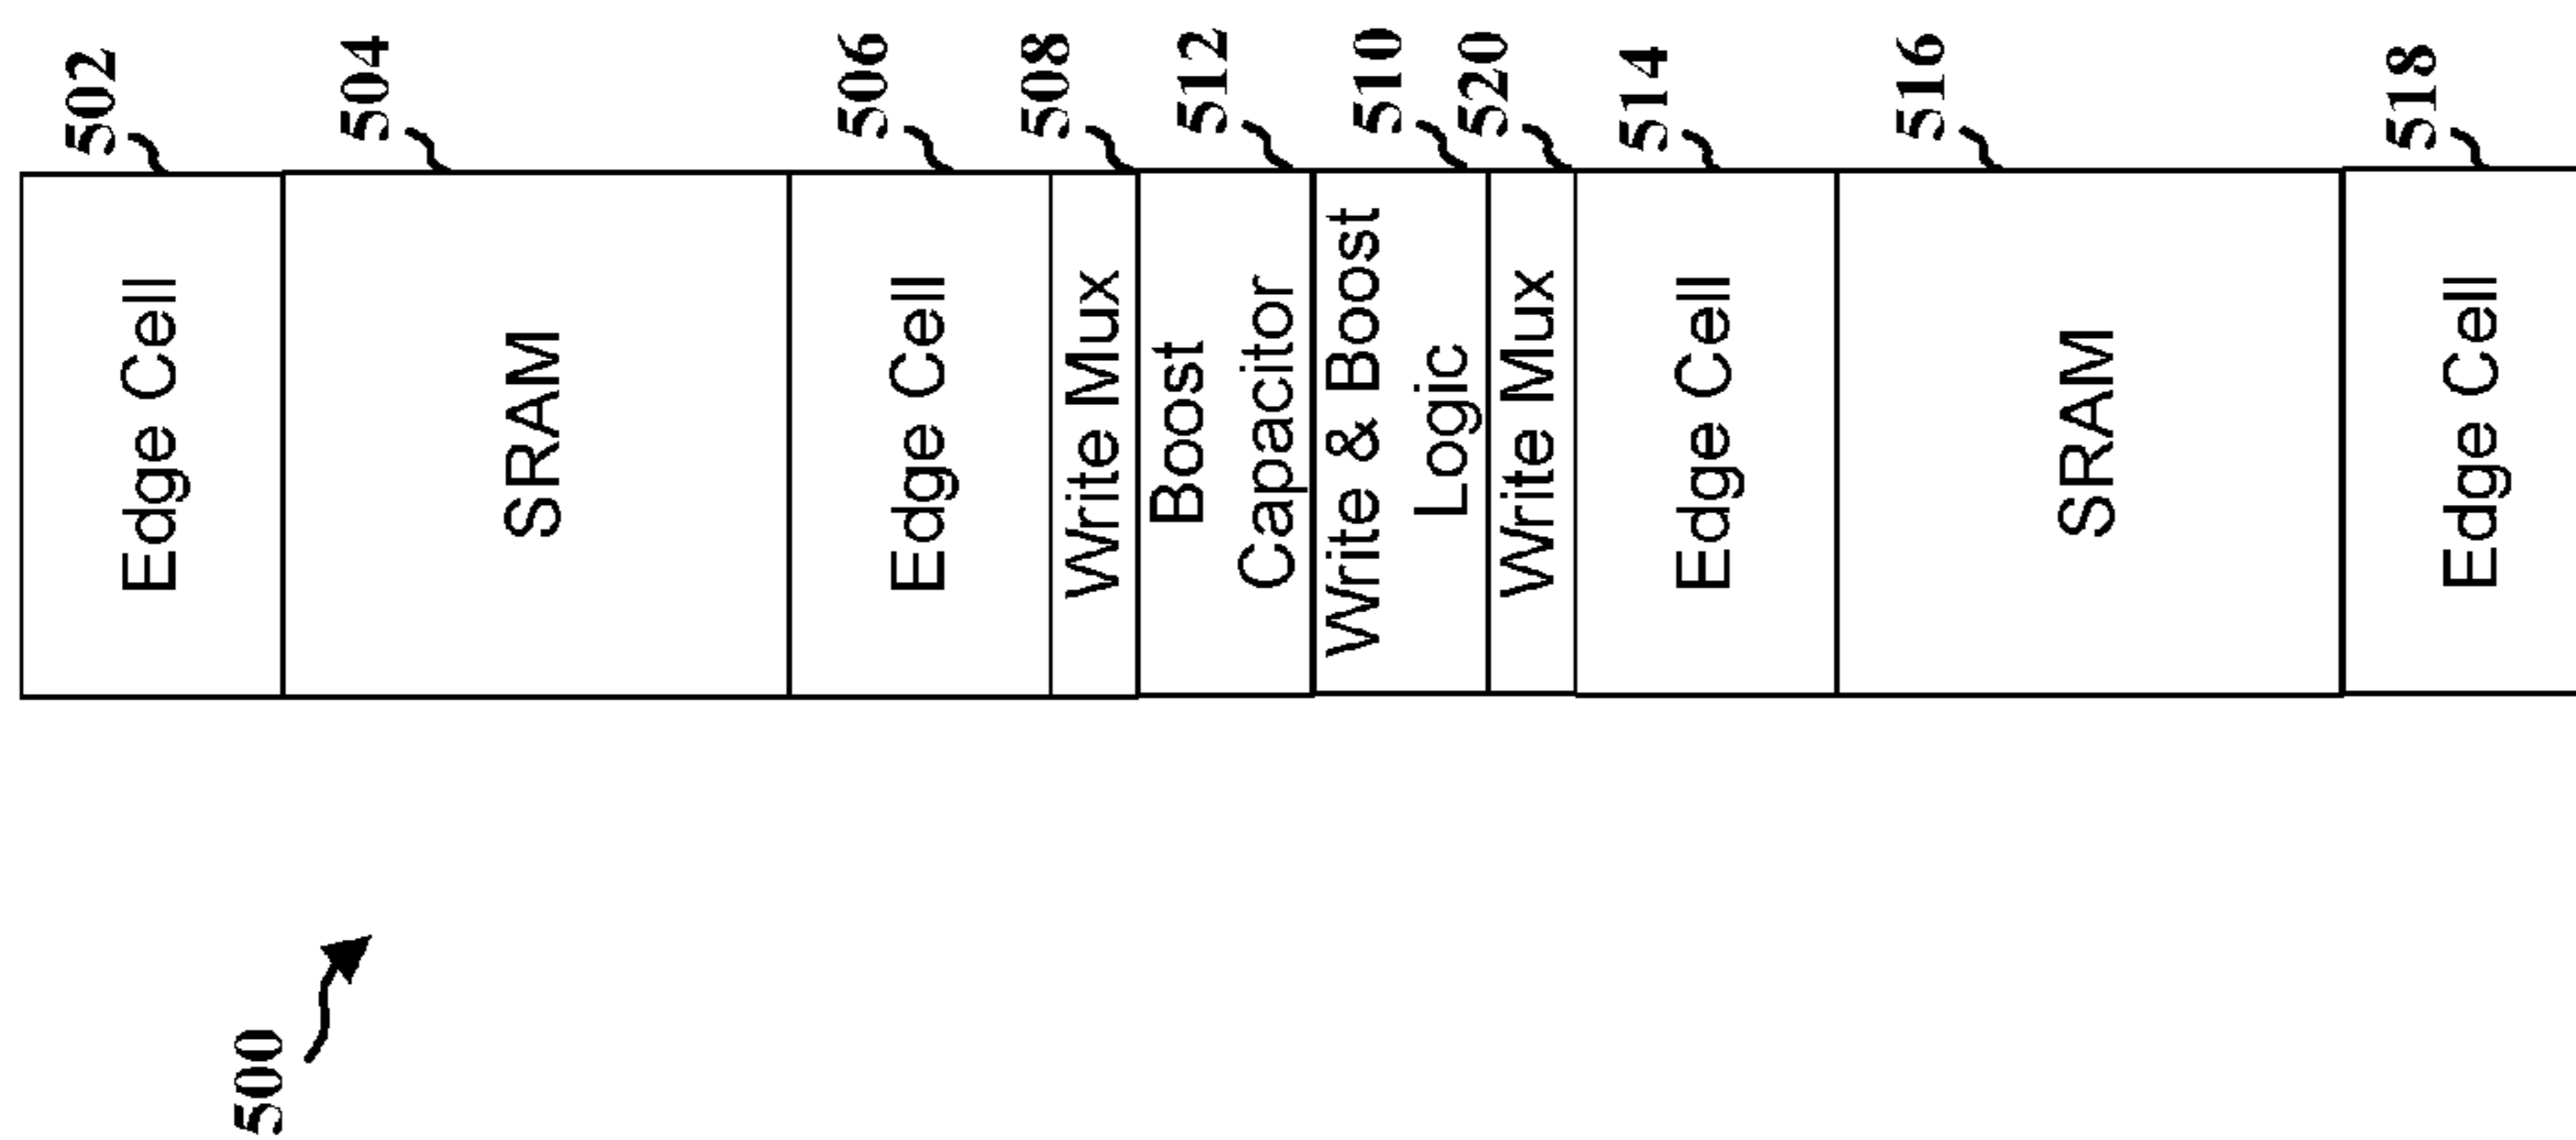 500
Edge Cell
502
SRAM
504
Edge Cell
506
Write Mux
508
Boost
Capacitor
512
Write & Boost
Logic
510
Write Mux
520
Edge Cell
514
SRAM
516
Edge Cell
518